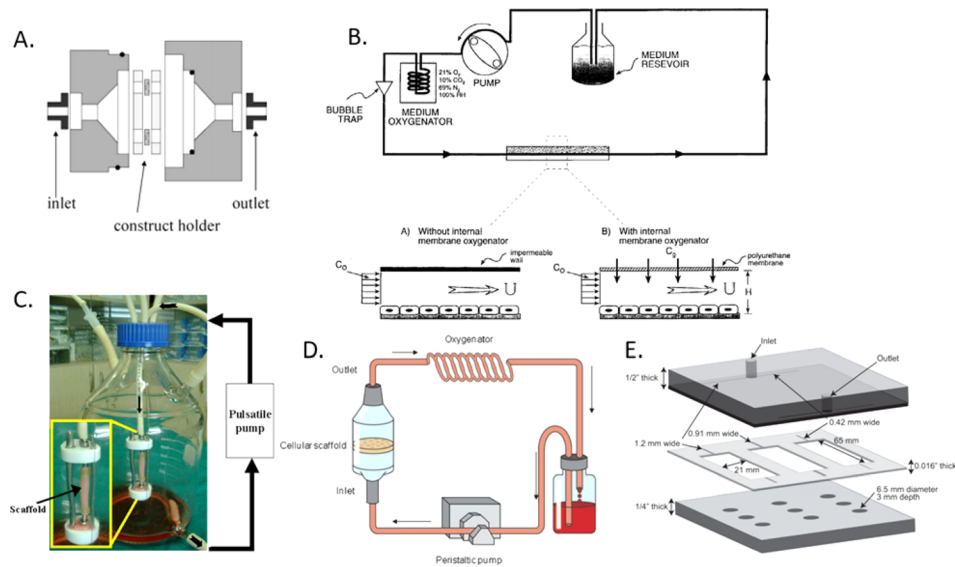 A.
inlet
outlet
construct holder
B.
PUMP
21% O2
10% CO2
69% N2
100% RH
MEDIUM
OXYGENATOR
BUBBLE
TRAP
MEDIUM
RESEVOIR
A) Without internal
membrane oxygenator
impermeable
wall
Co
U
B) With internal
membrane oxygenator
Cg
polyurethane
membrane
Co
U
H
C.
Scaffold
Pulsatile
pump
D.
Oxygenator
Outlet
Cellular scaffold
Inlet
Peristaltic pump
E.
Inlet
Outlet
1/2" thick
0.42 mm wide
0.91 mm wide
1.2 mm wide
65 mm
21 mm
0.016" thick
1/4" thick
6.5 mm diameter
3 mm depth